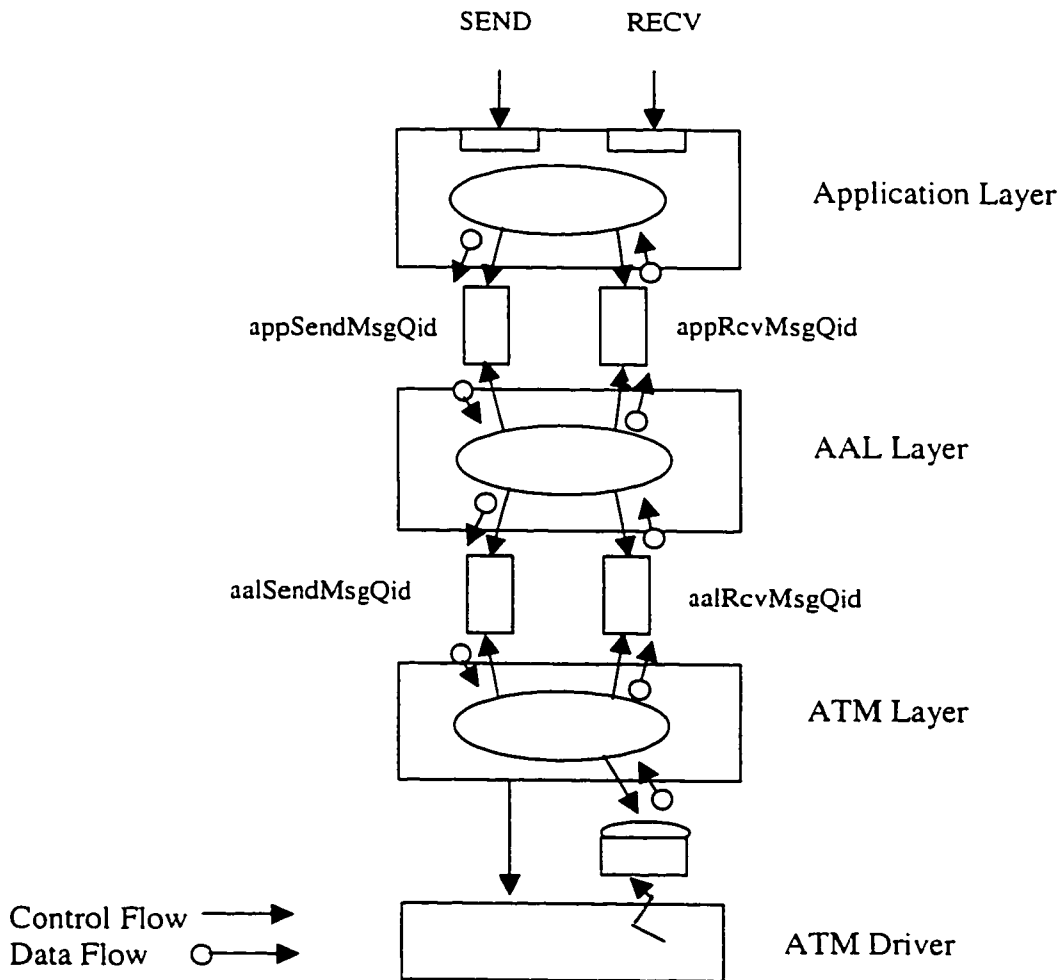 SEND RECV
Application Layer
appSendMsgQid appRcvMsgQid
AAL Layer
aalSendMsgQid aalRcvMsgQid
ATM Layer
Control Flow
Data Flow
ATM Driver